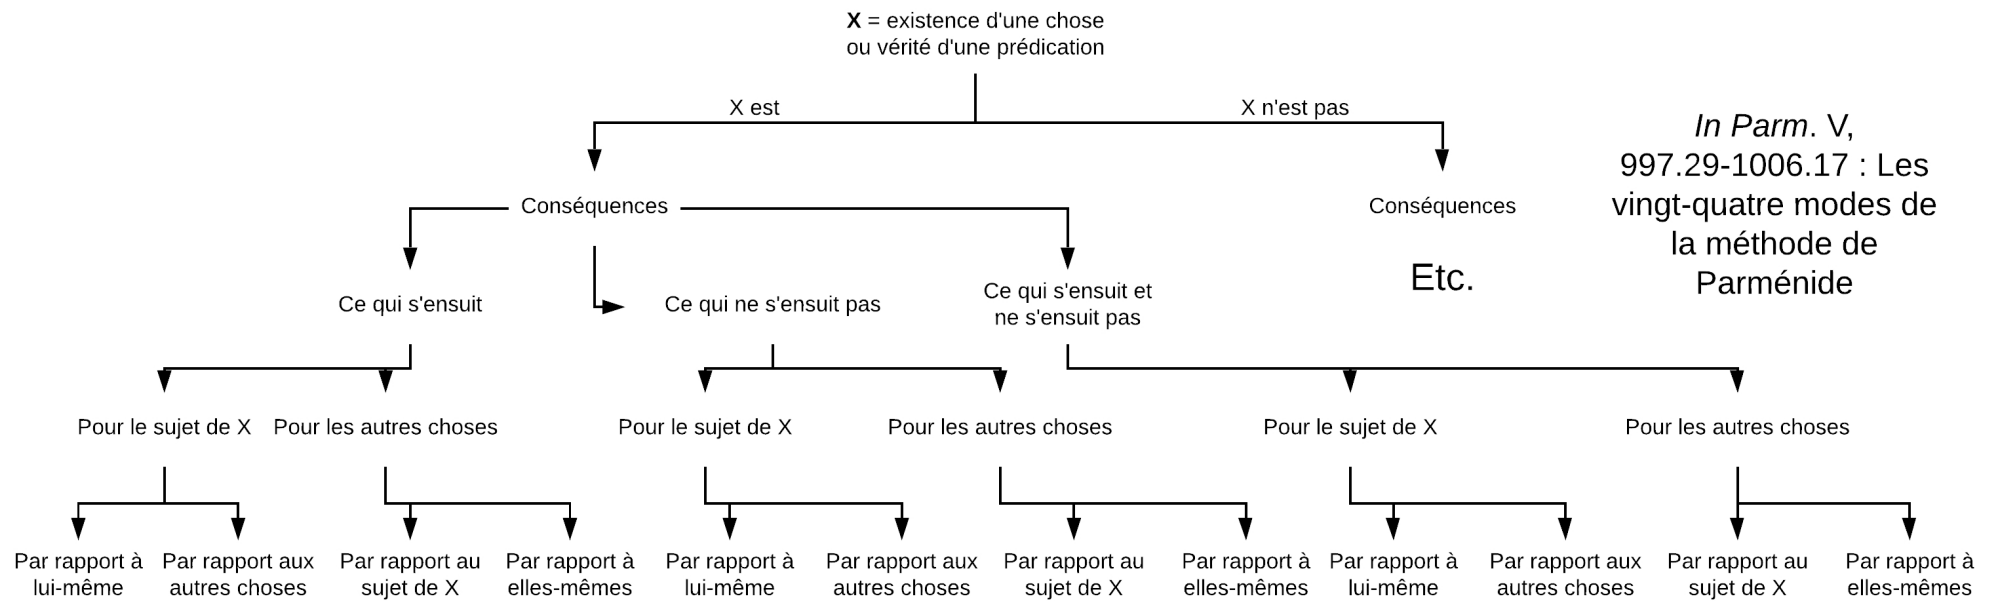 X = existence d'une chose
ou vérité d'une prédication
X est
X n'est pas
In Parm. V,
997.29-1006.17 : Les
vingt-quatre modes de
la méthode de
Parménide
Conséquences
Conséquences
Etc.
Ce qui s'ensuit
Ce qui ne s'ensuit pas
Ce qui s'ensuit et
ne s'ensuit pas
Pour le sujet de X
Pour les autres choses
Pour le sujet de X
Pour les autres choses
Pour le sujet de X
Pour les autres choses
Par rapport à
lui-même
Par rapport aux
autres choses
Par rapport au
sujet de X
Par rapport à
elles-mêmes
Par rapport à
lui-même
Par rapport aux
autres choses
Par rapport au
sujet de X
Par rapport à
elles-mêmes
Par rapport à
lui-même
Par rapport aux
autres choses
Par rapport au
sujet de X
Par rapport à
elles-mêmes